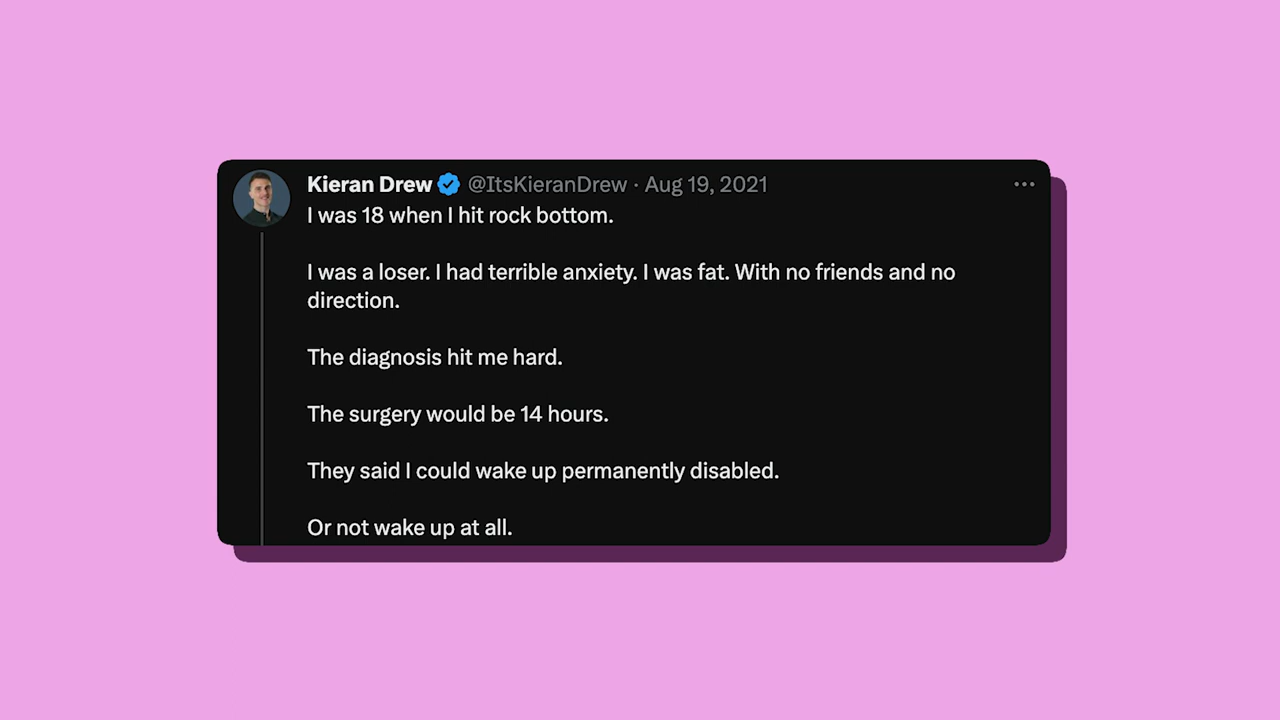 Kieran Drew @ItsKieranDrew · Aug 19, 2021
I was 18 when I hit rock bottom.
I was a loser. I had terrible anxiety. I was fat. With no friends and no
direction.
The diagnosis hit me hard.
The surgery would be 14 hours.
They said I could wake up permanently disabled.
Or not wake up at all.